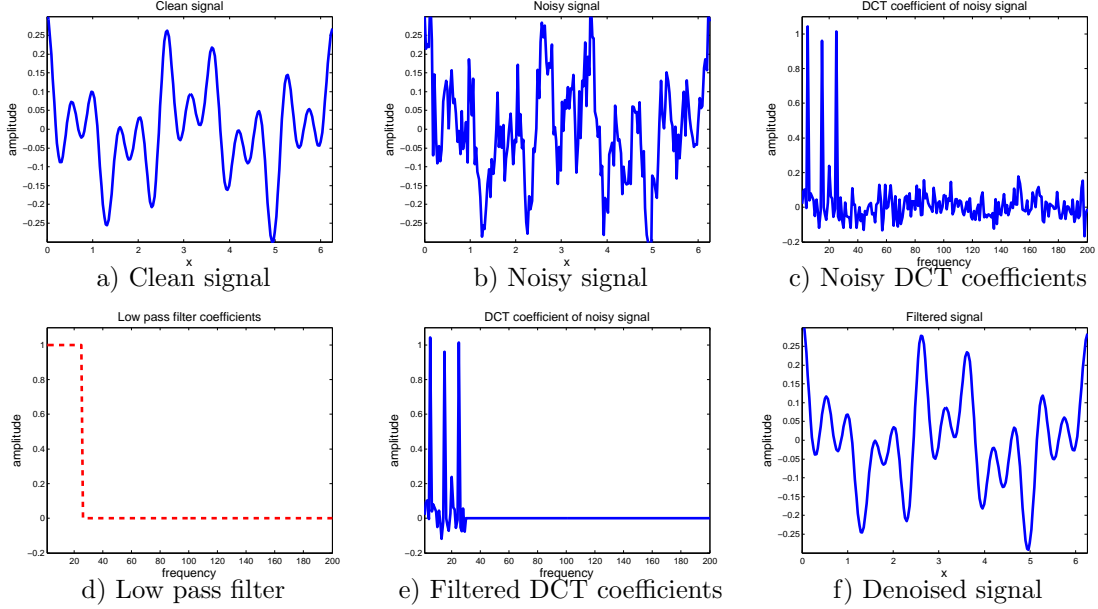 Clean signal
0.25
0.2
0.15
0.1
0.05
0
−0.05
−0.1
−0.15
−0.2
−0.25
amplitude
0 1 2 3 4 5 6
x
a) Clean signal
Noisy signal
0.25
0.2
0.15
0.1
0.05
0
−0.05
−0.1
−0.15
−0.2
−0.25
amplitude
0 1 2 3 4 5 6
x
b) Noisy signal
DCT coefficient of noisy signal
1
0.8
0.6
0.4
0.2
0
−0.2
amplitude
20 40 60 80 100 120 140 160 180 200
frequency
c) Noisy DCT coefficients
Low pass filter coefficients
1
0.8
0.6
0.4
0.2
0
−0.2
amplitude
20 40 60 80 100 120 140 160 180 200
frequency
d) Low pass filter
DCT coefficient of noisy signal
1
0.8
0.6
0.4
0.2
0
−0.2
amplitude
20 40 60 80 100 120 140 160 180 200
frequency
e) Filtered DCT coefficients
Filtered signal
0.25
0.2
0.15
0.1
0.05
0
−0.05
−0.1
−0.15
−0.2
−0.25
amplitude
0 1 2 3 4 5 6
x
f) Denoised signal